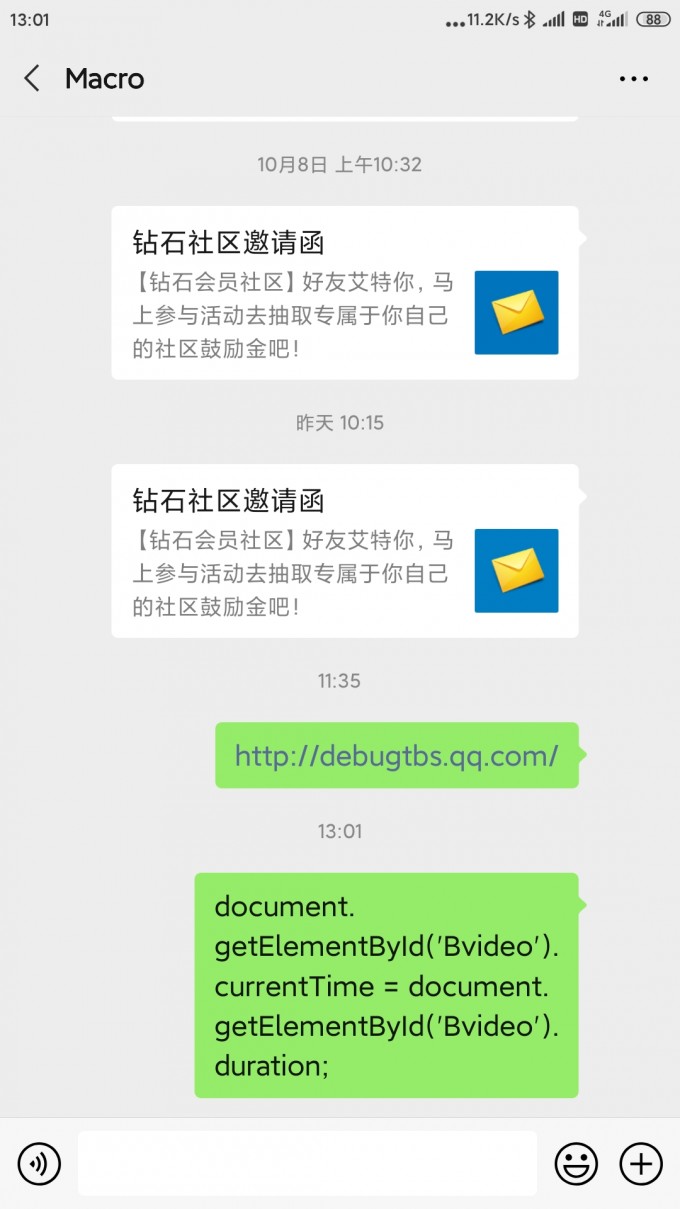 13:01
...11.2K/s HD 4G 88
Macro
10月8日 上午10:32
钻石社区邀请函
【钻石会员社区】好友艾特你，马
上参与活动去抽取专属于你自己
的社区鼓励金吧！
昨天 10:15
钻石社区邀请函
【钻石会员社区】好友艾特你，马
上参与活动去抽取专属于你自己
的社区鼓励金吧！
11:35
http://debugtbs.qq.com/
13:01
document.
getElementById('Bvideo').
currentTime = document.
getElementById('Bvideo').
duration;